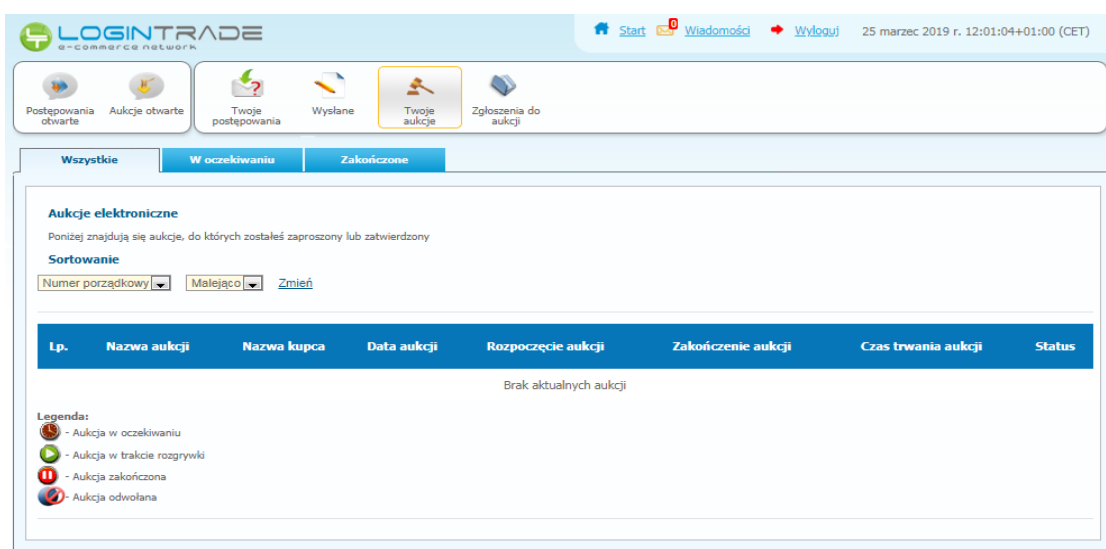 LOGINTRADE
e-commerce network
Start 0 Wiadomości Wyloguj 25 marzec 2019 r. 12:01:04+01:00 (CET)
Postępowania otwarte
Aukcje otwarte
Twoje postępowania
Wysłane
Twoje aukcje
Zgłoszenia do aukcji
Wszystkie W oczekiwaniu Zakończone
Aukcje elektroniczne
Poniżej znajdują się aukcje, do których zostałeś zaproszony lub zatwierdzony
Sortowanie
Numer porządkowy Malejąco Zmień
Lp. Nazwa aukcji Nazwa kupca Data aukcji Rozpoczęcie aukcji Zakończenie aukcji Czas trwania aukcji Status
Brak aktualnych aukcji
Legenda:
- Aukcja w oczekiwaniu
- Aukcja w trakcie rozgrywki
- Aukcja zakończona
- Aukcja odwołana